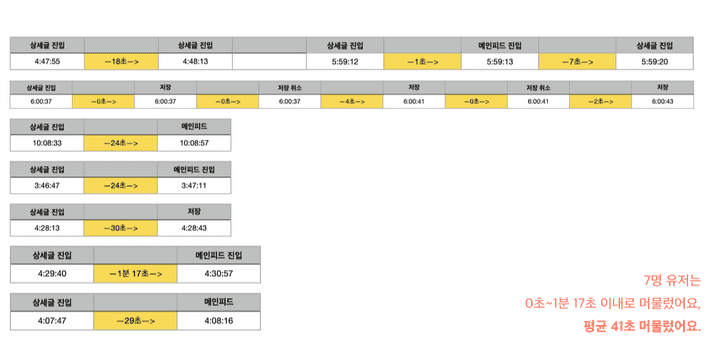 상세글 진입 상세글 진입 상세글 진입 메인피드 진입 상세글 진입
4:47:55 —18초—> 4:48:13 5:59:12 —1초—> 5:59:13 —7초—> 5:59:20
상세글 진입 저장 저장 취소 저장 저장 취소 저장
6:00:37 —0초—> 6:00:37 —0초—> 6:00:37 —4초—> 6:00:41 —0초—> 6:00:41 —2초—> 6:00:43
상세글 진입 메인피드
10:08:33 —24초—> 10:08:57
상세글 진입 메인피드 진입
3:46:47 —24초—> 3:47:11
상세글 진입 저장
4:28:13 —30초—> 4:28:43
상세글 진입 메인피드 진입
4:29:40 —1분 17초—> 4:30:57
상세글 진입 메인피드
4:07:47 —29초—> 4:08:16
7명 유저는
0초~1분 17초 이내로 머물렀어요,
평균 41초 머물렀어요.